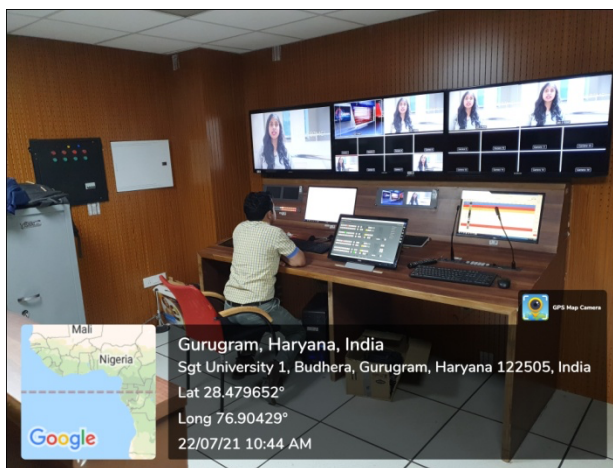 GPS Map Camera
Mali
Nigeria
Google
Gurugram, Haryana, India
Sgt University 1, Budhera, Gurugram, Haryana 122505, India
Lat 28.479652°
Long 76.90429°
22/07/21 10:44 AM